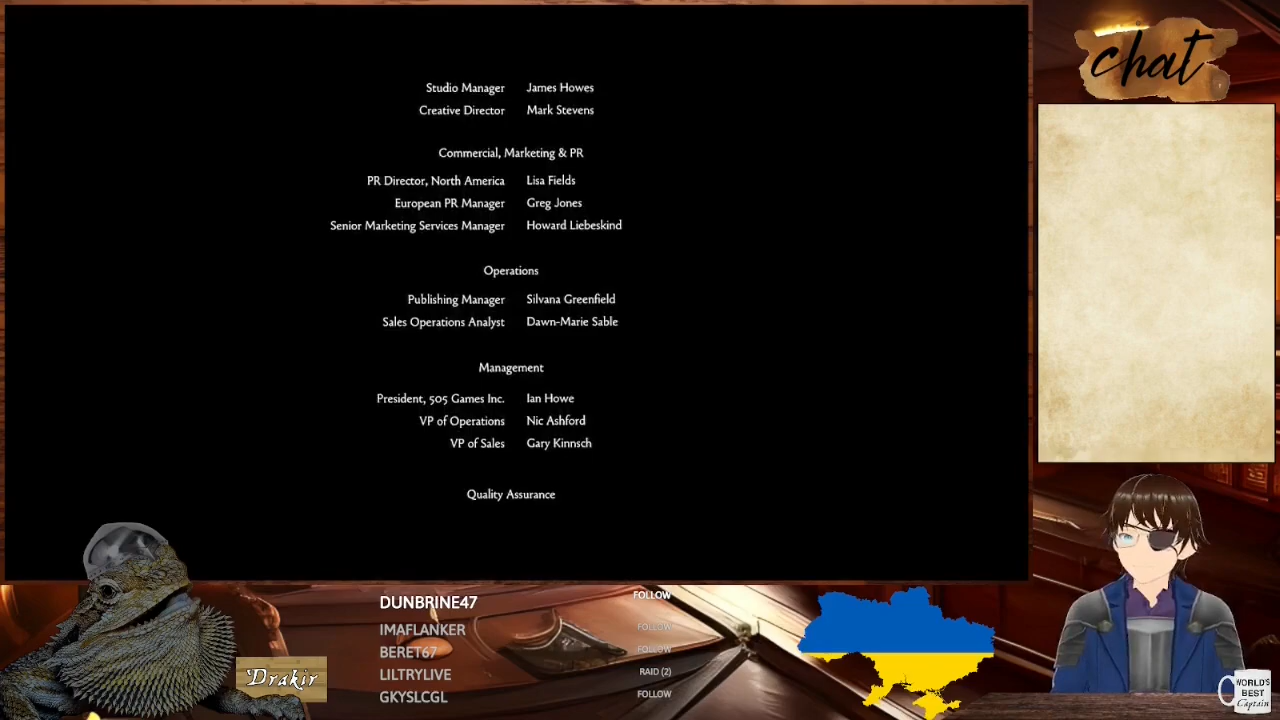 Studio Manager James Howes
Creative Director Mark Stevens
Commercial, Marketing & PR
PR Director, North America Lisa Fields
European PR Manager Greg Jones
Senior Marketing Services Manager Howard Liebeskind
Operations
Publishing Manager Silvana Greenfield
Sales Operations Analyst Dawn-Marie Sable
Management
President, 505 Games Inc. Ian Howe
VP of Operations Nic Ashford
VP of Sales Gary Kinnsch
Quality Assurance
chat
Drakir
DUNBRINE47 FOLLOW
IMAFLANKER FOLLOW
BERET67 FOLLOW
LILTRYLIVE RAID (2)
GKYSLCGL FOLLOW
WORLD'S
BEST
Captain